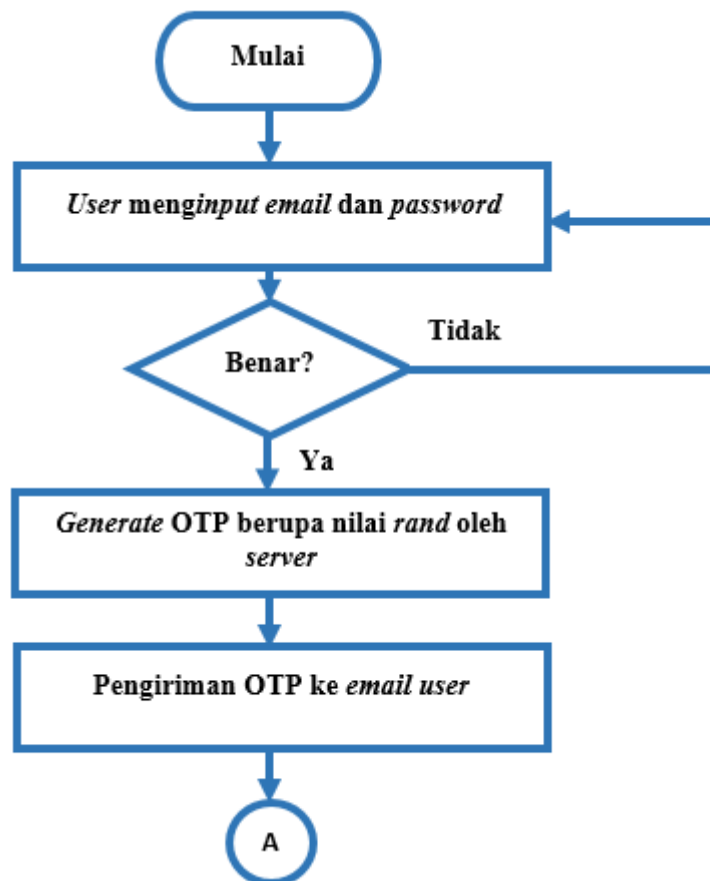 Mulai
User menginput email dan password
Tidak
Benar?
Ya
Generate OTP berupa nilai rand oleh
server
Pengiriman OTP ke email user
A